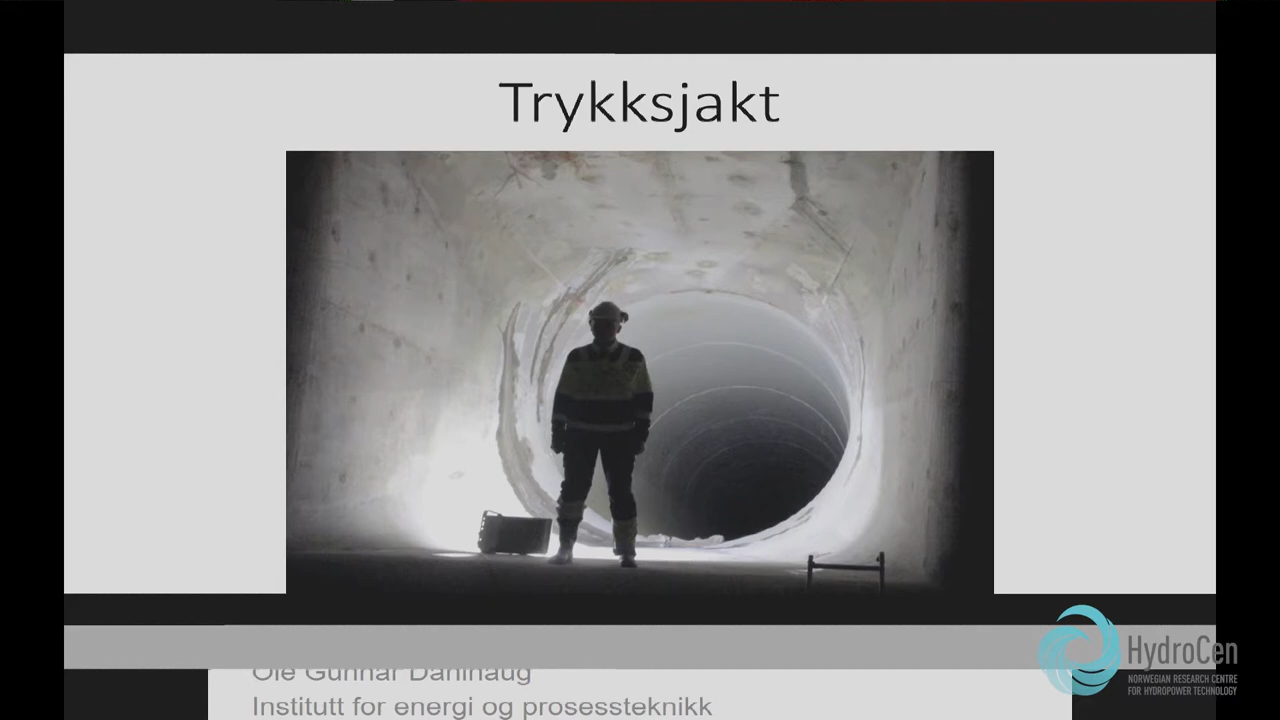 Trykksjakt
Ole Gunnar Dahlhaug
Institutt for energi og prosessteknikk
HydroCen
NORWEGIAN RESEARCH CENTRE
FOR HYDROPOWER TECHNOLOGY